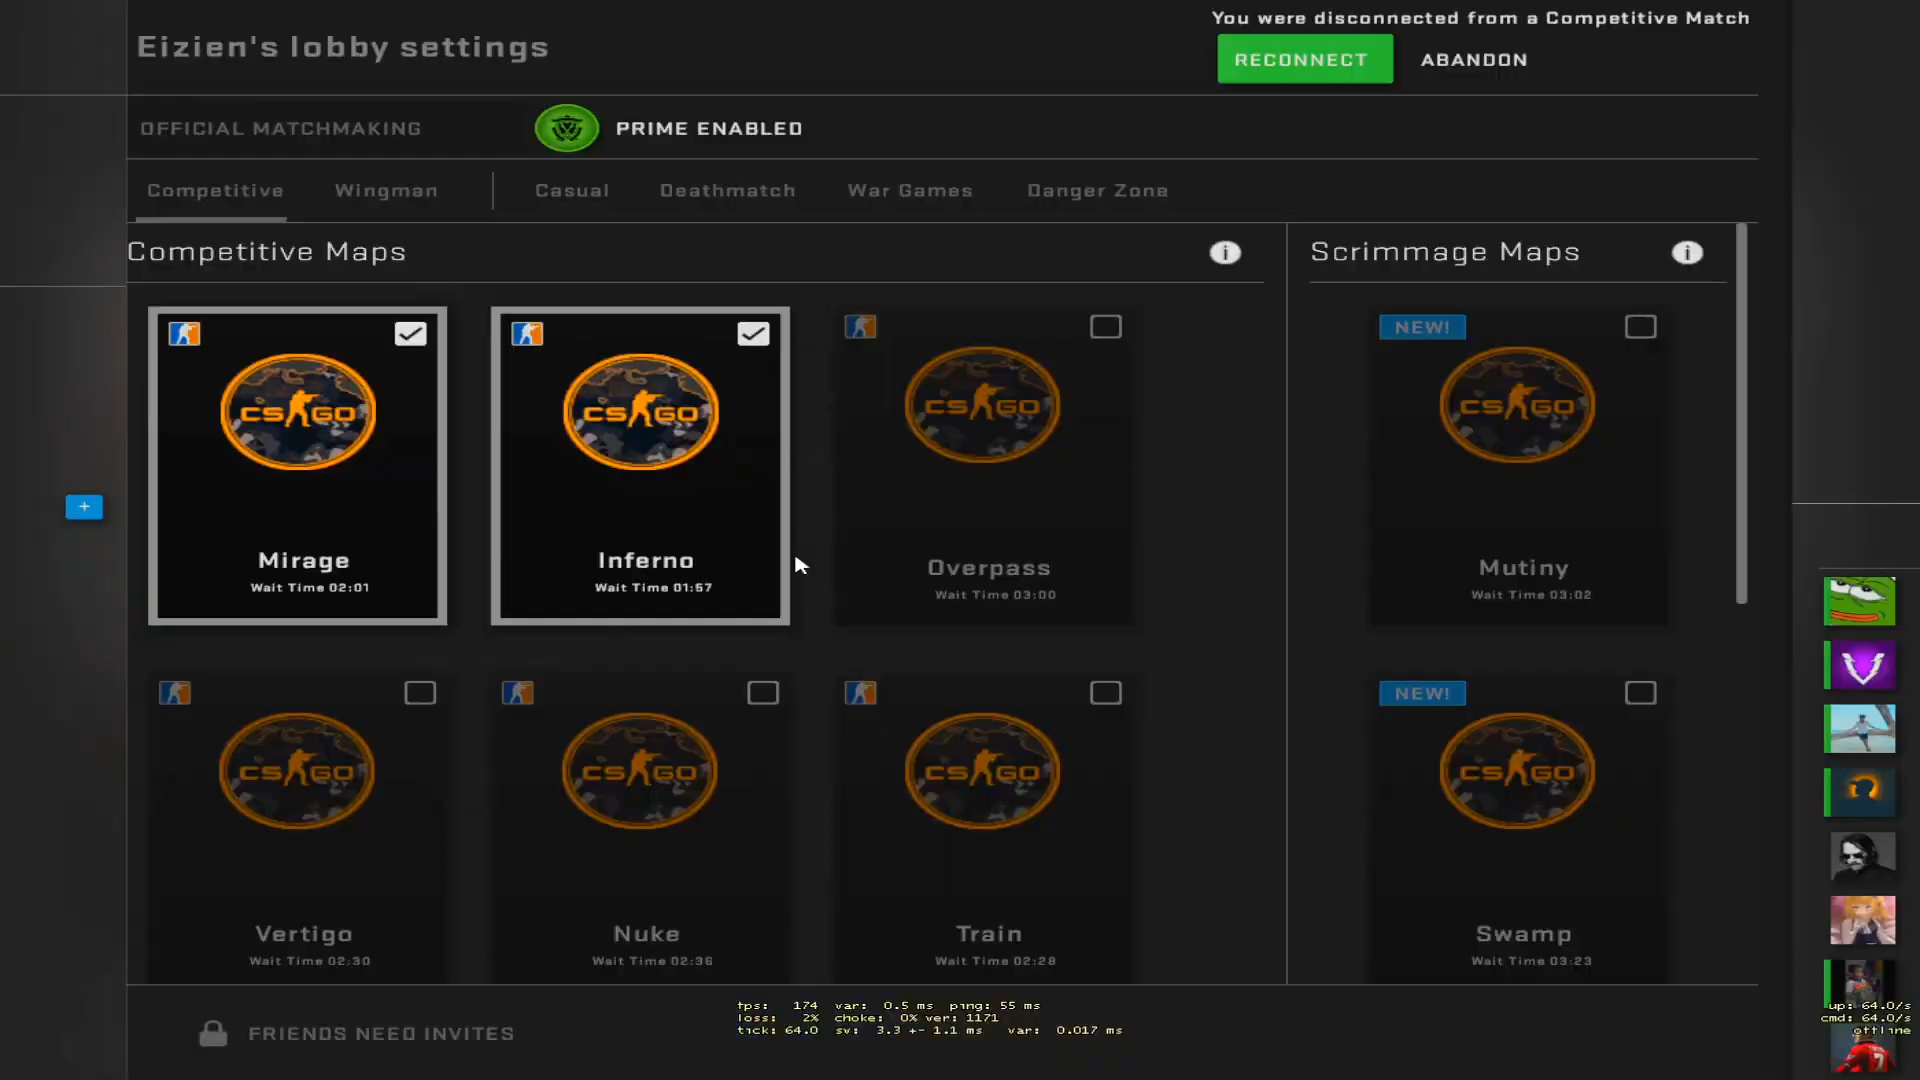 You were disconnected from a Competitive Match
Eizien's lobby settings
RECONNECT
ABANDON
OFFICIAL MATCHMAKING
PRIME ENABLED
Competitive
Wingman
Casual
Deathmatch
War Games
Danger Zone
Competitive Maps
i
Scrimmage Maps
i
CS GO
Mirage
Wait Time 02:01
CS GO
Inferno
Wait Time 01:57
CS GO
Overpass
Wait Time 03:00
NEW!
CS GO
Mutiny
Wait Time 03:02
+
CS GO
Vertigo
Wait Time 02:30
CS GO
Nuke
Wait Time 02:36
CS GO
Train
Wait Time 02:28
NEW!
CS GO
Swamp
Wait Time 03:23
FRIENDS NEED INVITES
fps: 174 var: 0.5 ms ping: 55 ms
loss: 2% choke: 0% ver: 1171
tick: 64.0 sv: 3.3 +- 1.1 ms var: 0.017 ms
up: 64.0/s
cmd: 64.0/s
offline
7